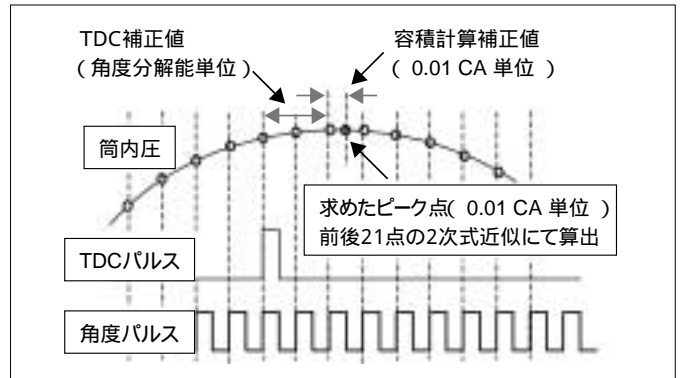 TDC補正値
（角度分解能単位）
容積計算補正値
（ 0.01 CA 単位 ）
筒内圧
求めたピーク点（ 0.01 CA 単位 ）
前後21点の2次式近似にて算出
TDCパルス
角度パルス